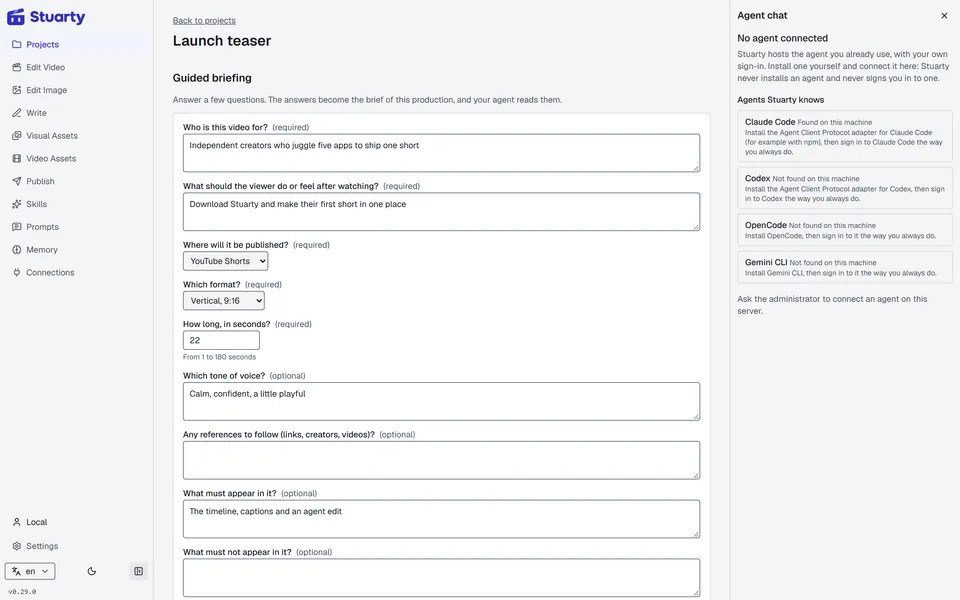 Stuarty
Projects
Edit Video
Edit Image
Write
Visual Assets
Video Assets
Publish
Skills
Prompts
Memory
Connections
Local
Settings
en
v0.29.0
Back to projects
Launch teaser
Guided briefing
Answer a few questions. The answers become the brief of this production, and your agent reads them.
Who is this video for? (required)
Independent creators who juggle five apps to ship one short
What should the viewer do or feel after watching? (required)
Download Stuarty and make their first short in one place
Where will it be published? (required)
YouTube Shorts
Which format? (required)
Vertical, 9:16
How long, in seconds? (required)
22
From 1 to 180 seconds
Which tone of voice? (optional)
Calm, confident, a little playful
Any references to follow (links, creators, videos)? (optional)
What must appear in it? (optional)
The timeline, captions and an agent edit
What must not appear in it? (optional)
Agent chat
No agent connected
Stuarty hosts the agent you already use, with your own
sign-in. Install one yourself and connect it here: Stuarty
never installs an agent and never signs you in to one.
Agents Stuarty knows
Claude Code Found on this machine
Install the Agent Client Protocol adapter for Claude Code
(for example with npm), then sign in to Claude Code the way
you always do.
Codex Not found on this machine
Install the Agent Client Protocol adapter for Codex, then sign
in to Codex the way you always do.
OpenCode Not found on this machine
Install OpenCode, then sign in to it the way you always do.
Gemini CLI Not found on this machine
Install Gemini CLI, then sign in to it the way you always do.
Ask the administrator to connect an agent on this
server.